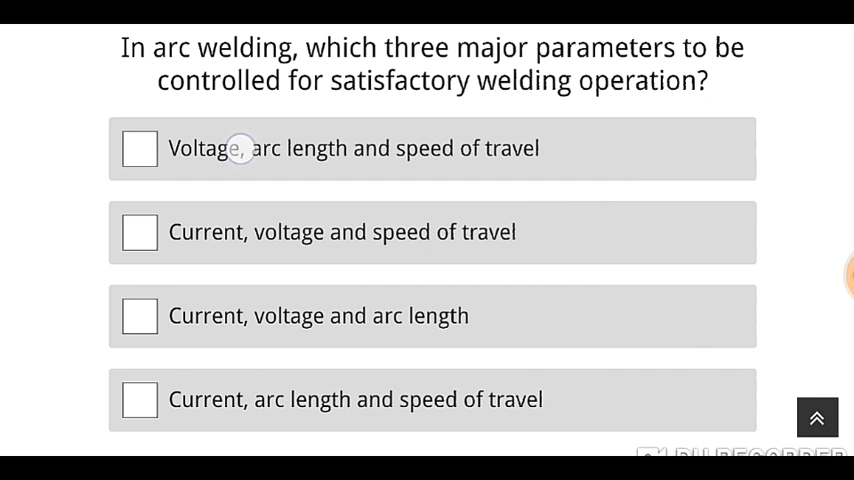 In arc welding, which three major parameters to be
controlled for satisfactory welding operation?
Voltage, arc length and speed of travel
Current, voltage and speed of travel
Current, voltage and arc length
Current, arc length and speed of travel